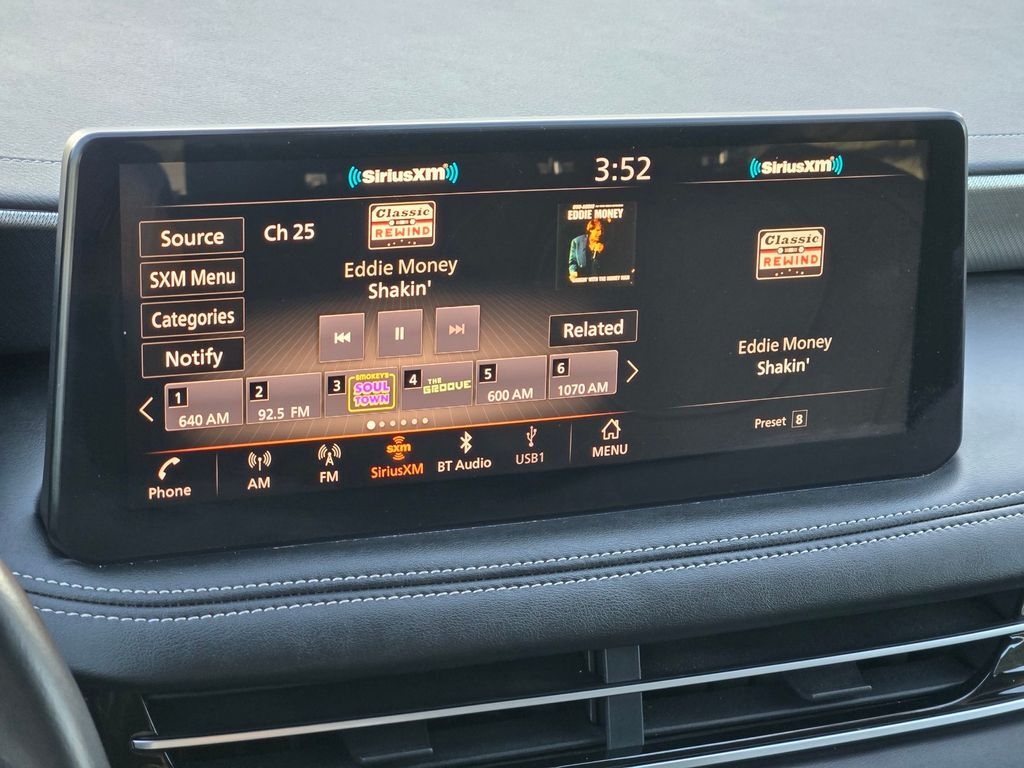 SiriusXM
3:52
SiriusXM
Source
Ch 25
Classic
REWIND
EDDIE MONEY
SXM Menu
Eddie Money
Shakin'
Categories
Notify
Related
1
640 AM
2
92.5 FM
3
SMOKEY'S
SOUL
TOWN
4
THE
GROOVE
5
600 AM
6
1070 AM
Phone
AM
FM
sxm
SiriusXM
BT Audio
USB1
MENU
Classic
REWIND
Eddie Money
Shakin'
Preset 8